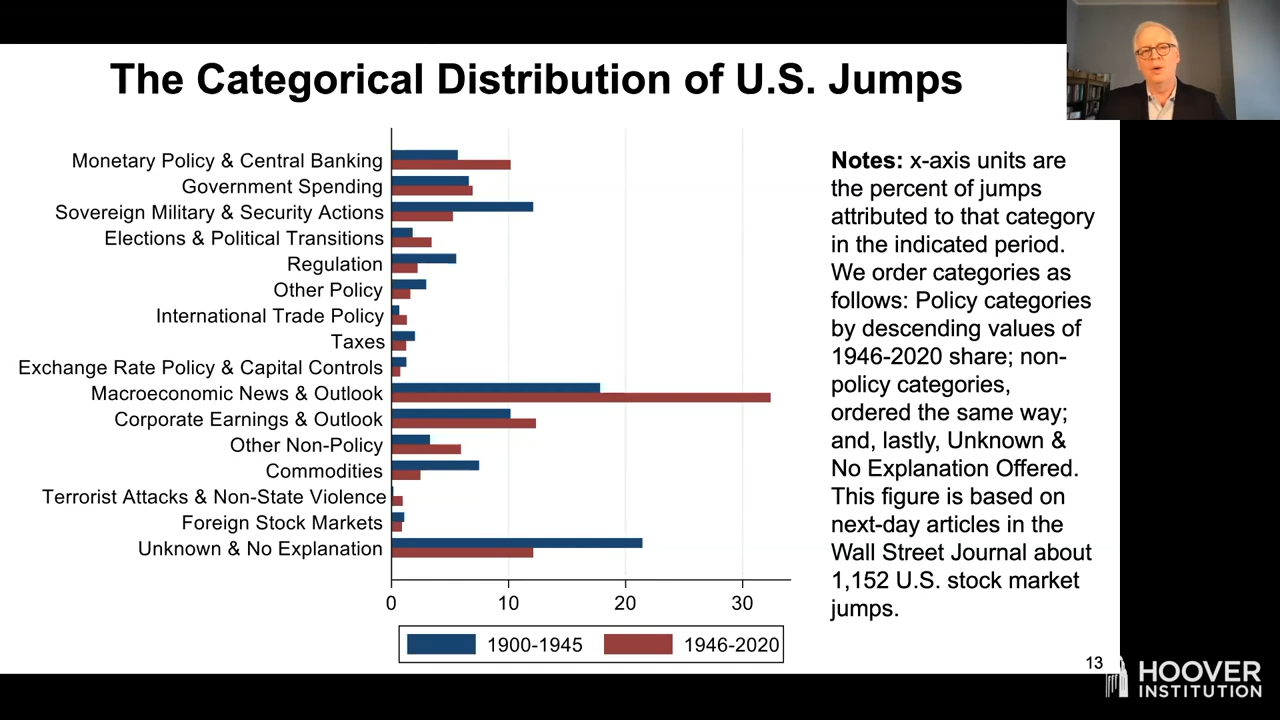 The Categorical Distribution of U.S. Jumps
Monetary Policy & Central Banking
Government Spending
Sovereign Military & Security Actions
Elections & Political Transitions
Regulation
Other Policy
International Trade Policy
Taxes
Exchange Rate Policy & Capital Controls
Macroeconomic News & Outlook
Corporate Earnings & Outlook
Other Non-Policy
Commodities
Terrorist Attacks & Non-State Violence
Foreign Stock Markets
Unknown & No Explanation
0 10 20 30
1900-1945 1946-2020
Notes: x-axis units are
the percent of jumps
attributed to that category
in the indicated period.
We order categories as
follows: Policy categories
by descending values of
1946-2020 share; non-
policy categories,
ordered the same way;
and, lastly, Unknown &
No Explanation Offered.
This figure is based on
next-day articles in the
Wall Street Journal about
1,152 U.S. stock market
jumps.
13
HOOVER
INSTITUTION